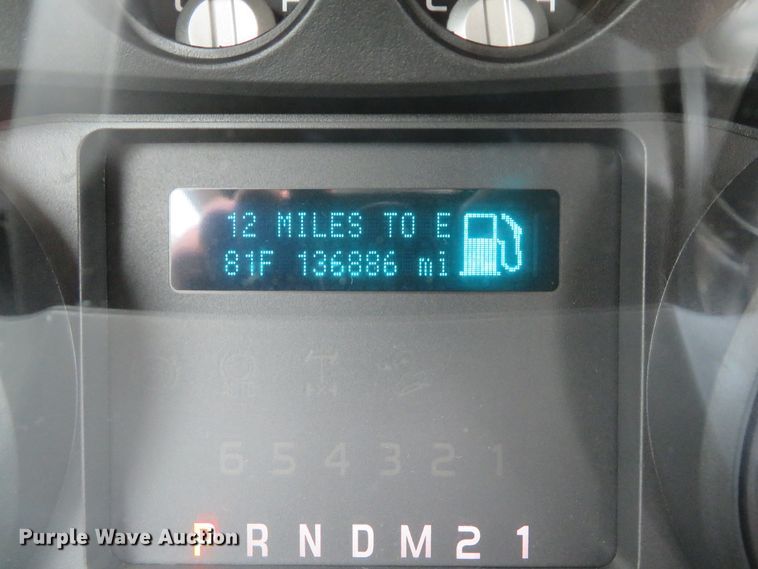 C H C H
12 MILES TO E
81F 136886 mi
6 5 4 3 2 1
P R N D M 2 1
Purple Wave Auction®